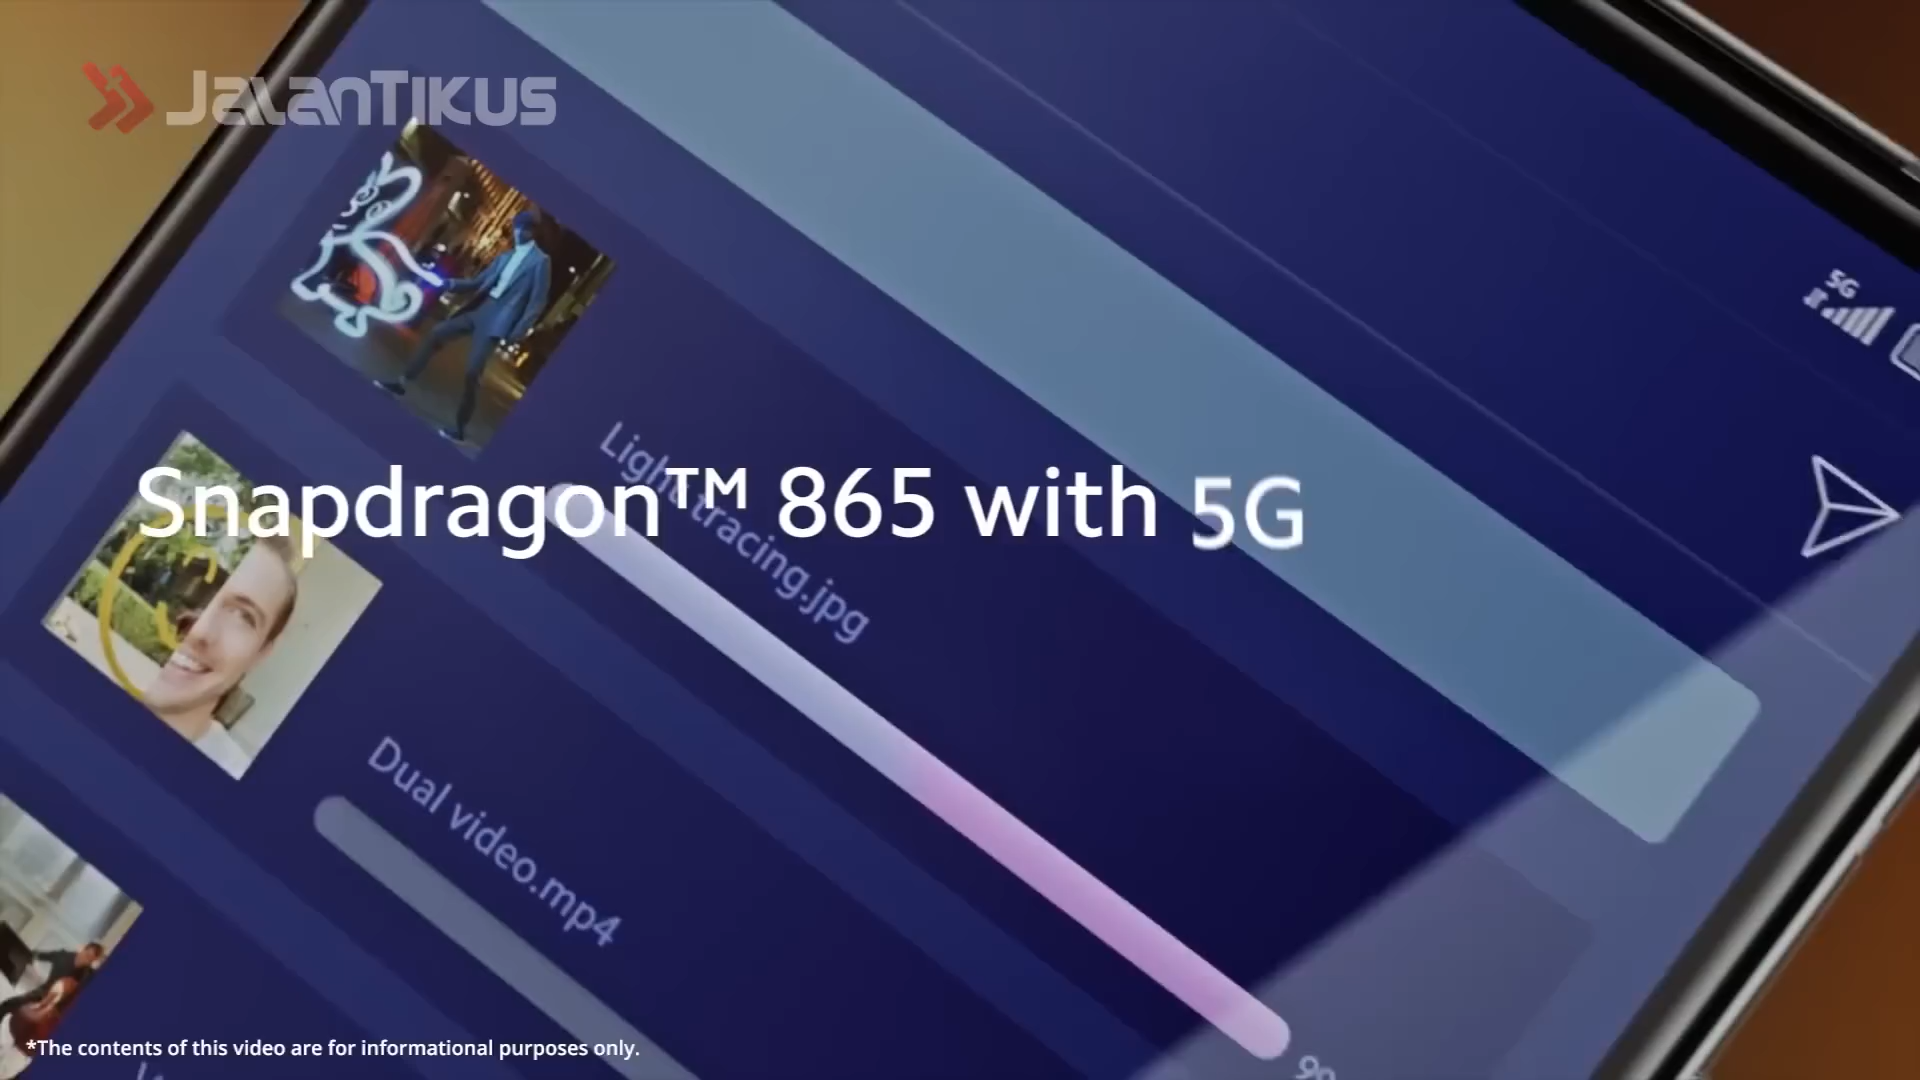 JALANTIKUS
5G
Light tracing.jpg
Snapdragon™ 865 with 5G
Dual video.mp4
*The contents of this video are for informational purposes only.